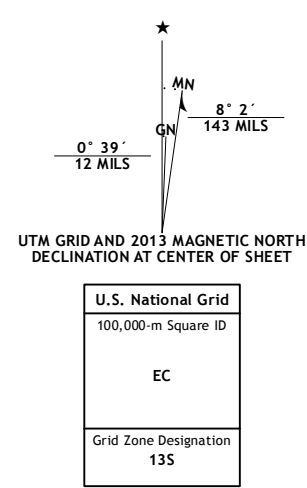 ★
MN
GN
8° 2´
143 MILS
0° 39´
12 MILS
UTM GRID AND 2013 MAGNETIC NORTH
DECLINATION AT CENTER OF SHEET
U.S. National Grid
100,000-m Square ID
EC
Grid Zone Designation
13S